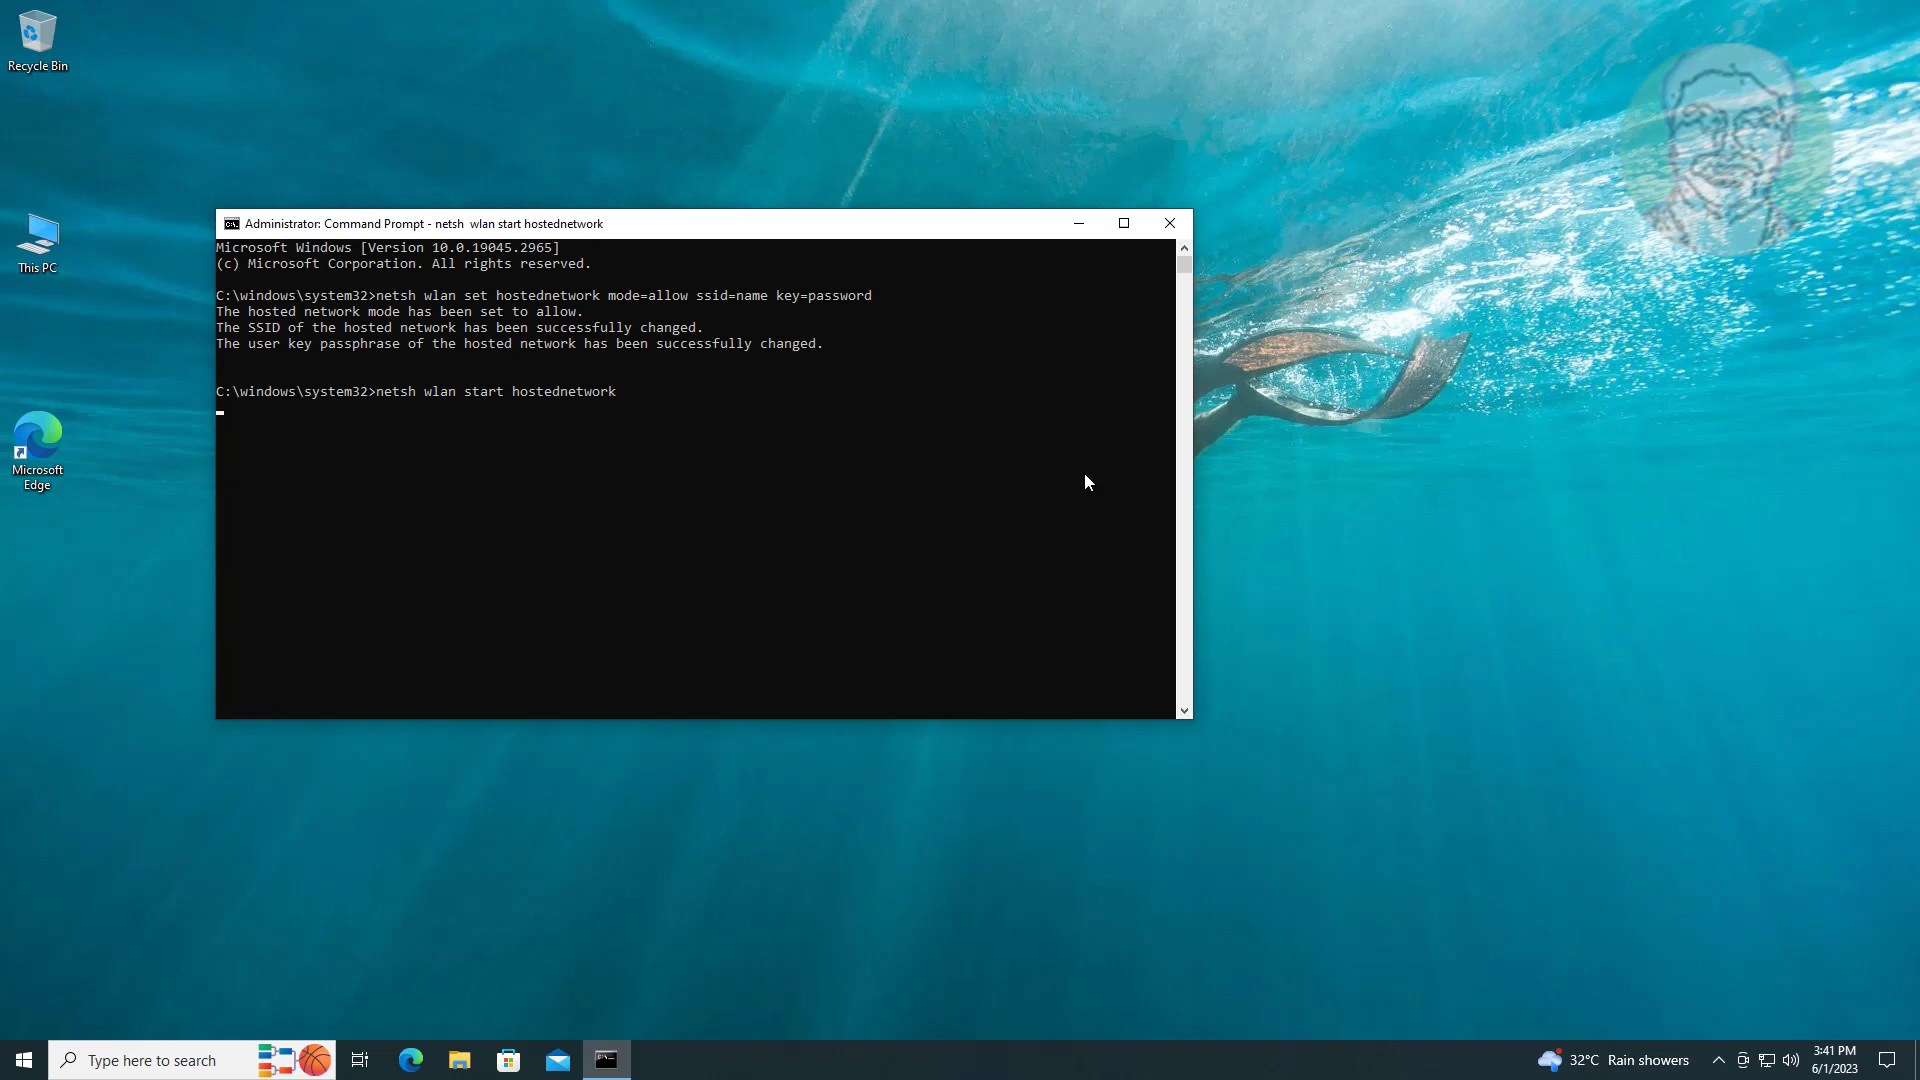 Recycle Bin
This PC
Microsoft
Edge
Administrator: Command Prompt - netsh  wlan start hostednetwork
Microsoft Windows [Version 10.0.19045.2965]
(c) Microsoft Corporation. All rights reserved.
C:\windows\system32>netsh wlan set hostednetwork mode=allow ssid=name key=password
The hosted network mode has been set to allow.
The SSID of the hosted network has been successfully changed.
The user key passphrase of the hosted network has been successfully changed.
C:\windows\system32>netsh wlan start hostednetwork
Type here to search
32°C Rain showers
3:41 PM
6/1/2023